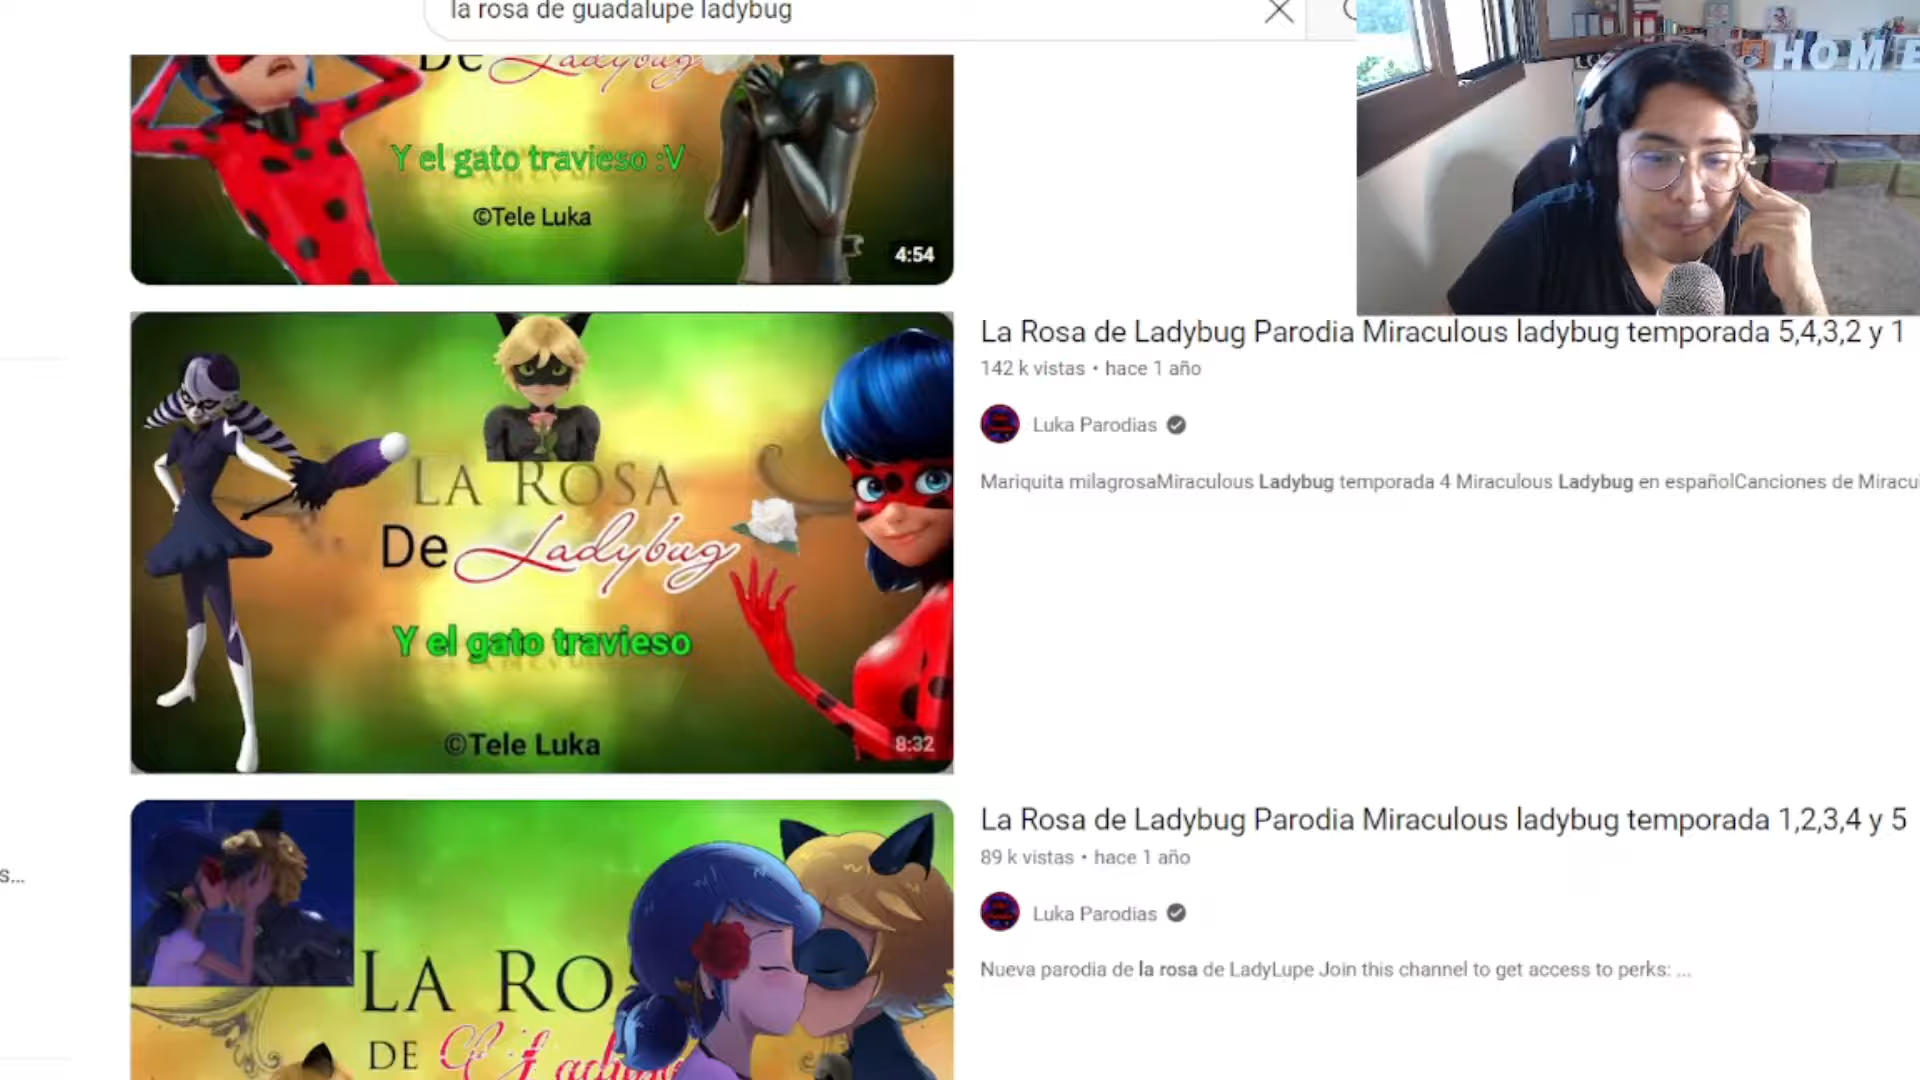 la rosa de guadalupe ladybug
HOME
De Ladybug
Y el gato travieso :V
©Tele Luka
4:54
La Rosa de Ladybug Parodia Miraculous ladybug temporada 5,4,3,2 y 1
142 k vistas • hace 1 año
Luka Parodias
Mariquita milagrosaMiraculous Ladybug temporada 4 Miraculous Ladybug en españolCanciones de Miracu
LA ROSA
De Ladybug
Y el gato travieso
©Tele Luka
8:32
La Rosa de Ladybug Parodia Miraculous ladybug temporada 1,2,3,4 y 5
89 k vistas • hace 1 año
Luka Parodias
Nueva parodia de la rosa de LadyLupe Join this channel to get access to perks: ...
s...
LA ROS
DE